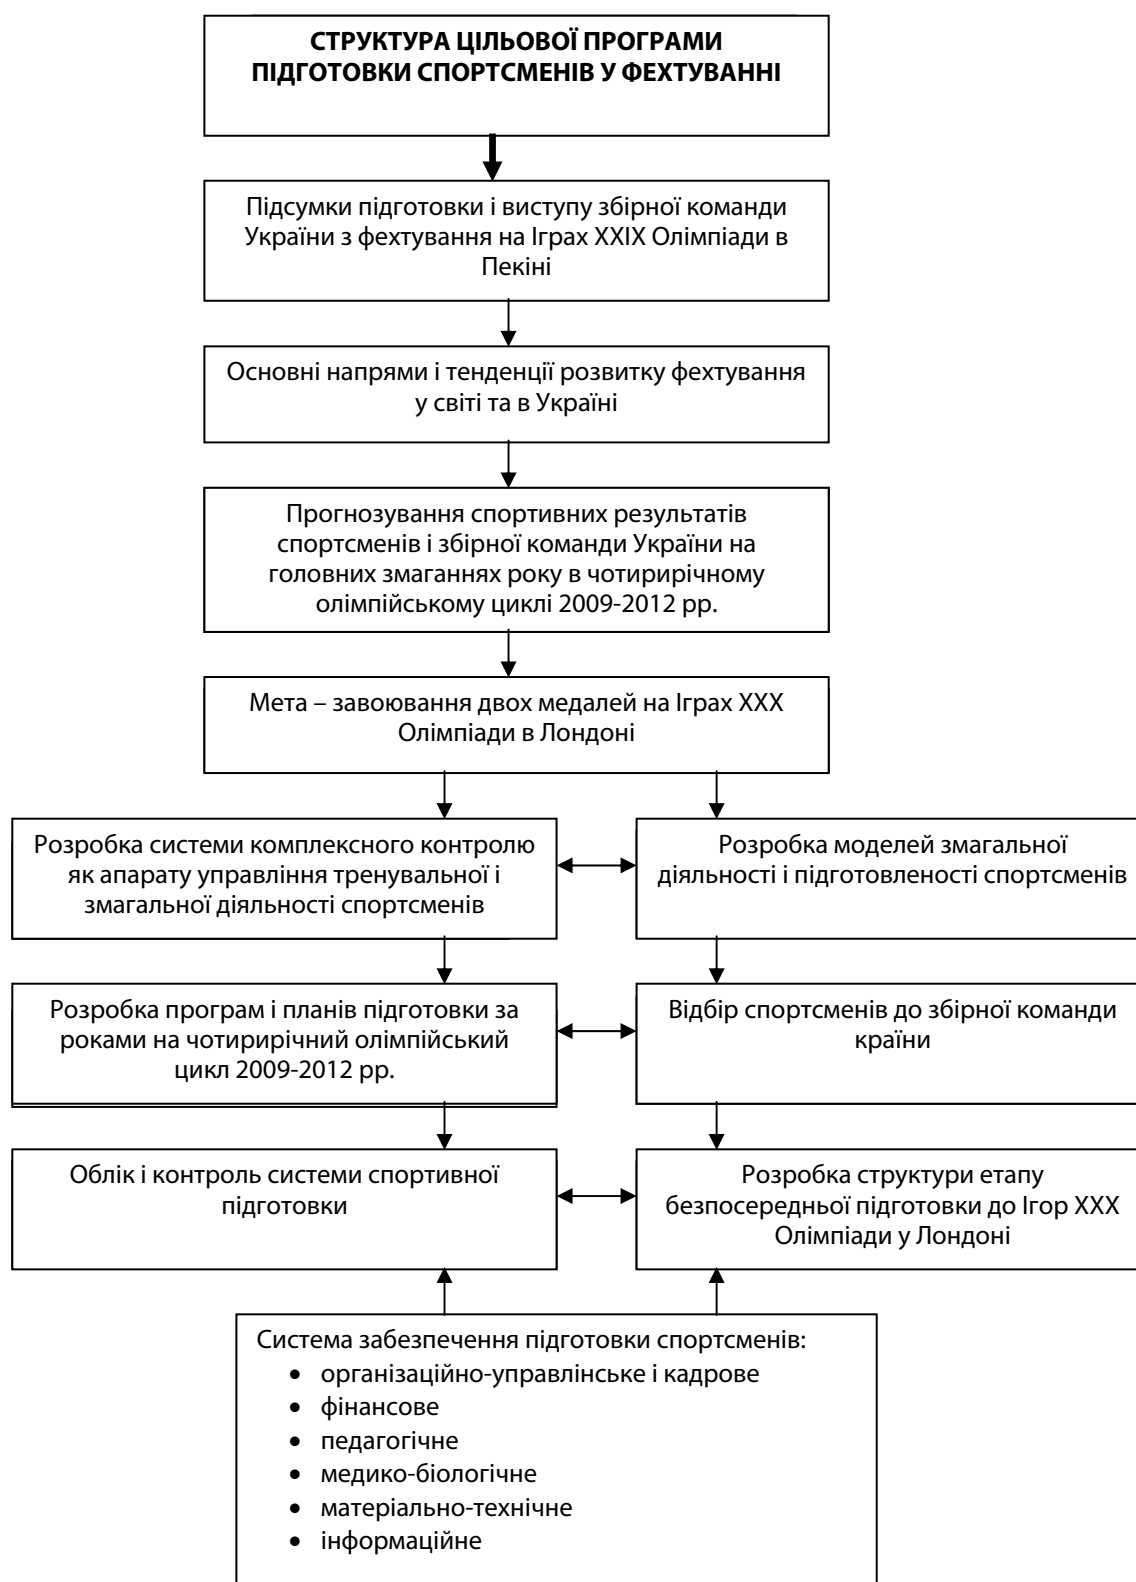 СТРУКТУРА ЦІЛЬОВОЇ ПРОГРАМИ
ПІДГОТОВКИ СПОРТСМЕНІВ У ФЕХТУВАННІ
Підсумки підготовки і виступу збірної команди
України з фехтування на Іграх XXIX Олімпіади в
Пекіні
Основні напрями і тенденції розвитку фехтування
у світі та в Україні
Прогнозування спортивних результатів
спортсменів і збірної команди України на
головних змаганнях року в чотирирічному
олімпійському циклі 2009-2012 рр.
Мета – завоювання двох медалей на Іграх XXX
Олімпіади в Лондоні
Розробка системи комплексного контролю
як апарату управління тренувальної і
змагальної діяльності спортсменів
Розробка моделей змагальної
діяльності і підготовленості спортсменів
Розробка програм і планів підготовки за
роками на чотирирічний олімпійський
цикл 2009-2012 рр.
Відбір спортсменів до збірної команди
країни
Облік і контроль системи спортивної
підготовки
Розробка структури етапу
безпосередньої підготовки до Ігор XXX
Олімпіади у Лондоні
Система забезпечення підготовки спортсменів:
• організаційно-управлінське і кадрове
• фінансове
• педагогічне
• медико-біологічне
• матеріально-технічне
• інформаційне